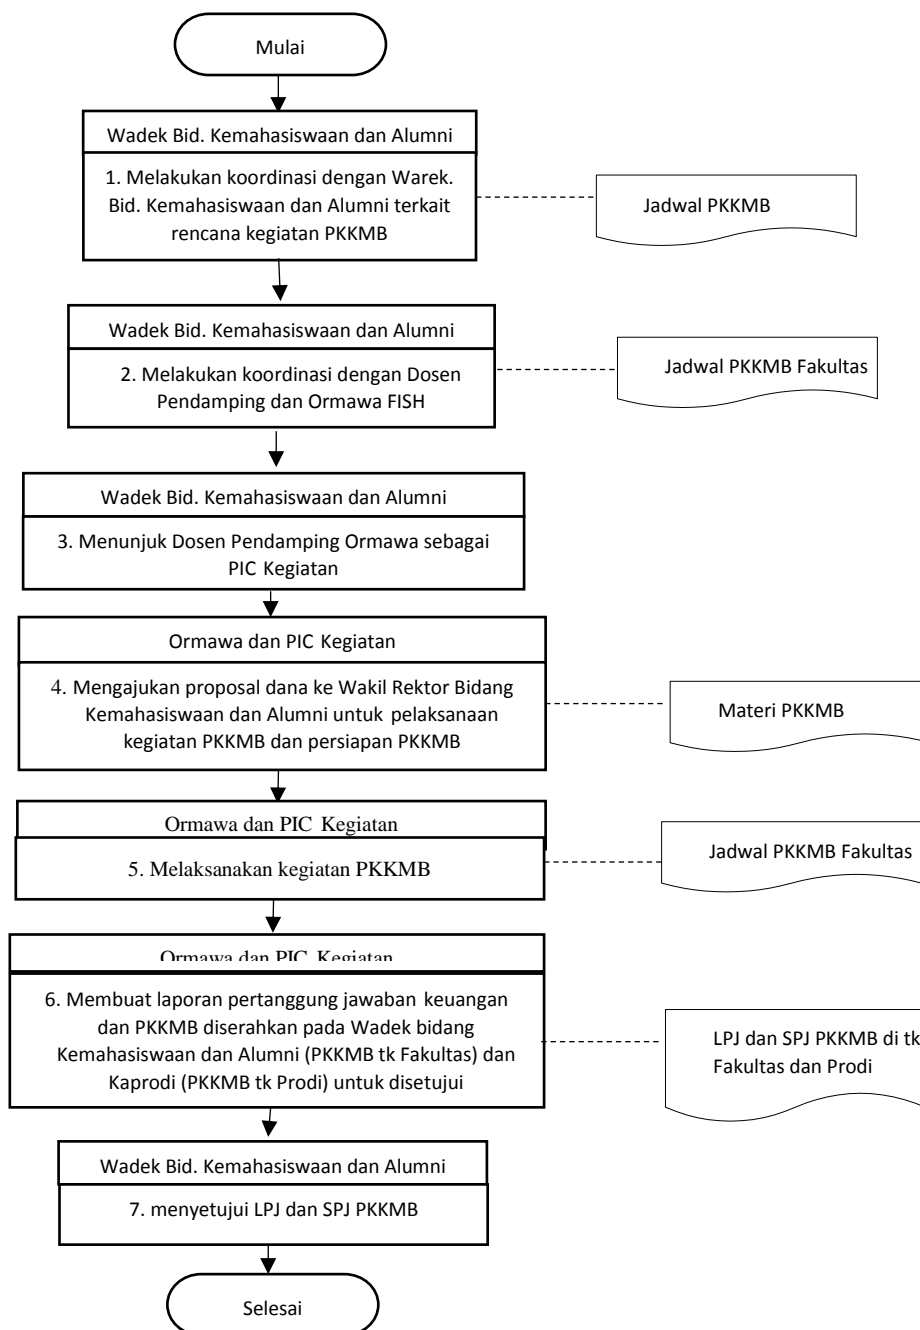 Mulai
Wadek Bid. Kemahasiswaan dan Alumni
1. Melakukan koordinasi dengan Warek.
Bid. Kemahasiswaan dan Alumni terkait
rencana kegiatan PKKMB
Jadwal PKKMB
Wadek Bid. Kemahasiswaan dan Alumni
2. Melakukan koordinasi dengan Dosen
Pendamping dan Ormawa FISH
Jadwal PKKMB Fakultas
Wadek Bid. Kemahasiswaan dan Alumni
3. Menunjuk Dosen Pendamping Ormawa sebagai
PIC Kegiatan
Ormawa dan PIC Kegiatan
4. Mengajukan proposal dana ke Wakil Rektor Bidang
Kemahasiswaan dan Alumni untuk pelaksanaan
kegiatan PKKMB dan persiapan PKKMB
Materi PKKMB
Ormawa dan PIC Kegiatan
5. Melaksanakan kegiatan PKKMB
Jadwal PKKMB Fakultas
Ormawa dan PIC Kegiatan
6. Membuat laporan pertanggung jawaban keuangan
dan PKKMB diserahkan pada Wadek bidang
Kemahasiswaan dan Alumni (PKKMB tk Fakultas) dan
Kaprodi (PKKMB tk Prodi) untuk disetujui
LPJ dan SPJ PKKMB di tk
Fakultas dan Prodi
Wadek Bid. Kemahasiswaan dan Alumni
7. menyetujui LPJ dan SPJ PKKMB
Selesai